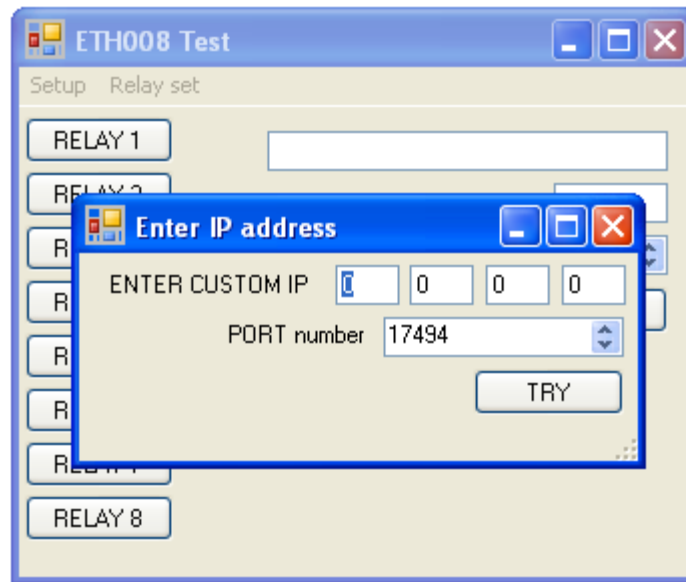 ETH008 Test
Setup Relay set
RELAY 1
Enter IP address
ENTER CUSTOM IP 0 0 0 0
PORT number 17494
TRY
RELAY 8